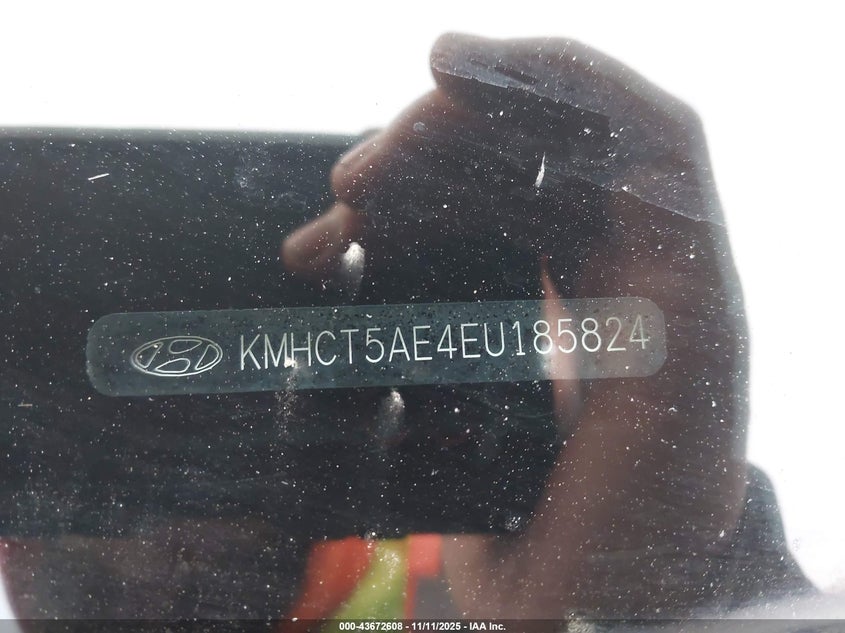 KMHCT5AE4EU185824
000-43672608 - 11/11/2025 - IAA Inc.